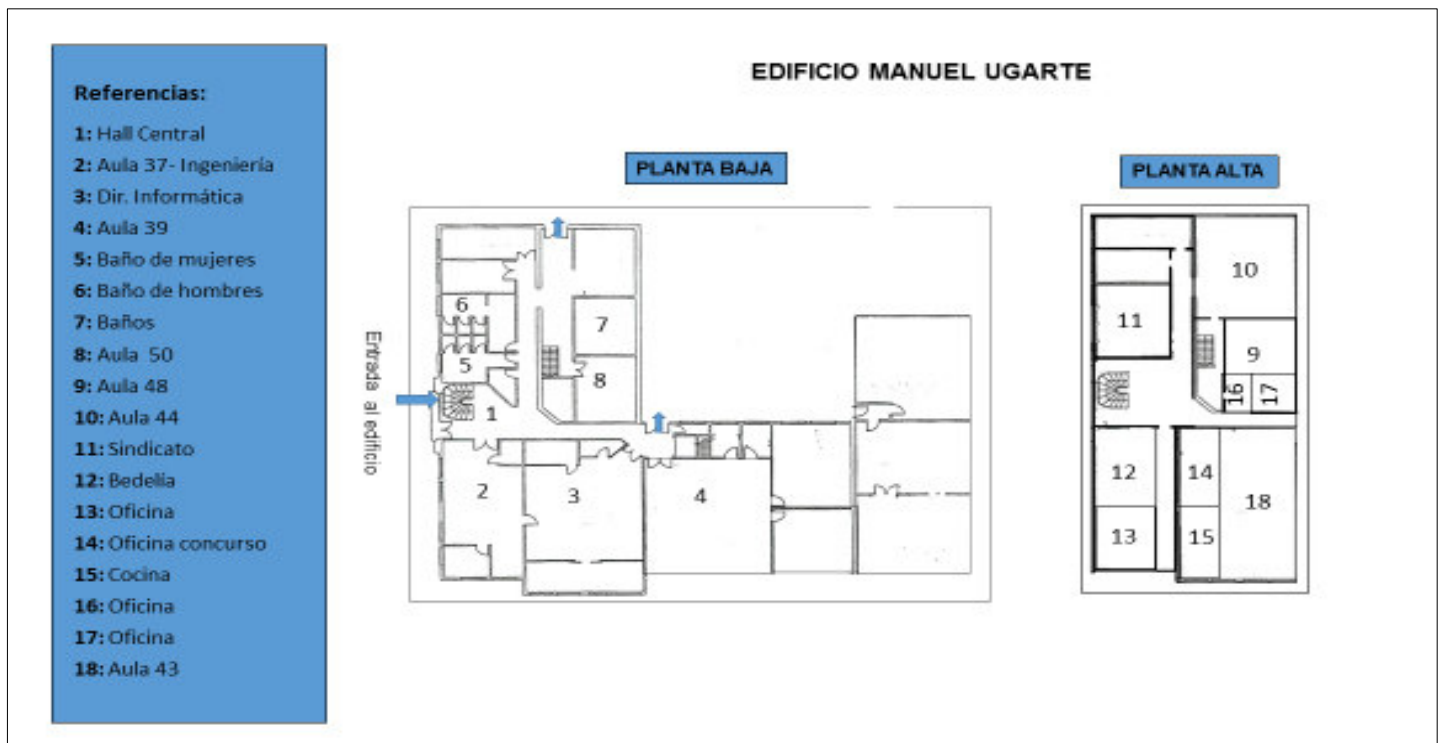 EDIFICIO MANUEL UGARTE
Referencias:
1: Hall Central
2: Aula 37- Ingeniería
3: Dir. Informática
4: Aula 39
5: Baño de mujeres
6: Baño de hombres
7: Baños
8: Aula 50
9: Aula 48
10: Aula 44
11: Sindicato
12: Bedelía
13: Oficina
14: Oficina concurso
15: Cocina
16: Oficina
17: Oficina
18: Aula 43
PLANTA BAJA
Entrada al edificio
6
7
5
8
1
2
3
4
PLANTA ALTA
10
11
9
16
17
12
14
18
13
15